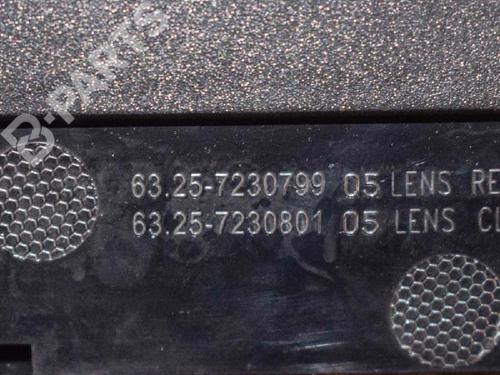 B-PARTS
63.25-7230799 05 LENS RE
63.25-7230801 05 LENS CL